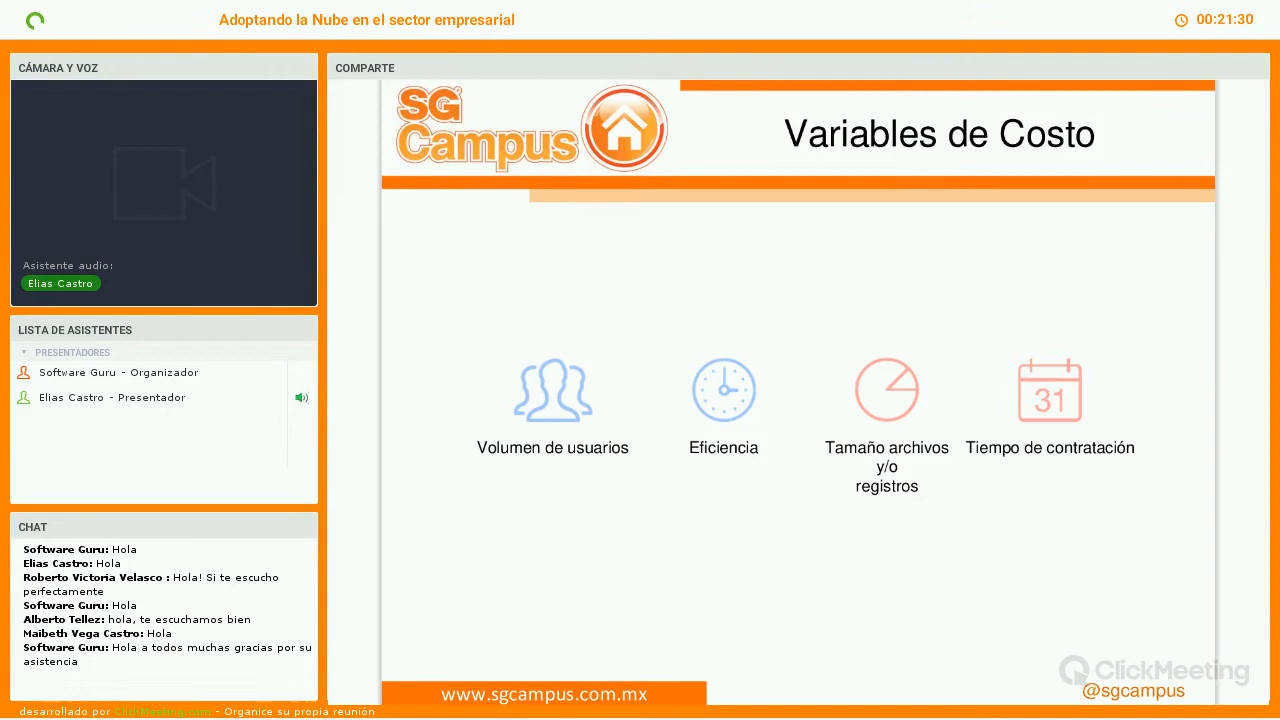 Adoptando la Nube en el sector empresarial
00:21:30
CÁMARA Y VOZ
Asistente audio:
Elias Castro
LISTA DE ASISTENTES
PRESENTADORES
Software Guru - Organizador
Elias Castro - Presentador
CHAT
Software Guru: Hola
Elias Castro: Hola
Roberto Victoria Velasco : Hola! Si te escucho
perfectamente
Software Guru: Hola
Alberto Tellez: hola, te escuchamos bien
Maibeth Vega Castro: Hola
Software Guru: Hola a todos muchas gracias por su
asistencia
COMPARTE
SG
Campus
Variables de Costo
31
Volumen de usuarios
Eficiencia
Tamaño archivos
y/o
registros
Tiempo de contratación
ClickMeeting
www.sgcampus.com.mx
@sgcampus
desarrollado por ClickMeeting.com - Organice su propia reunión